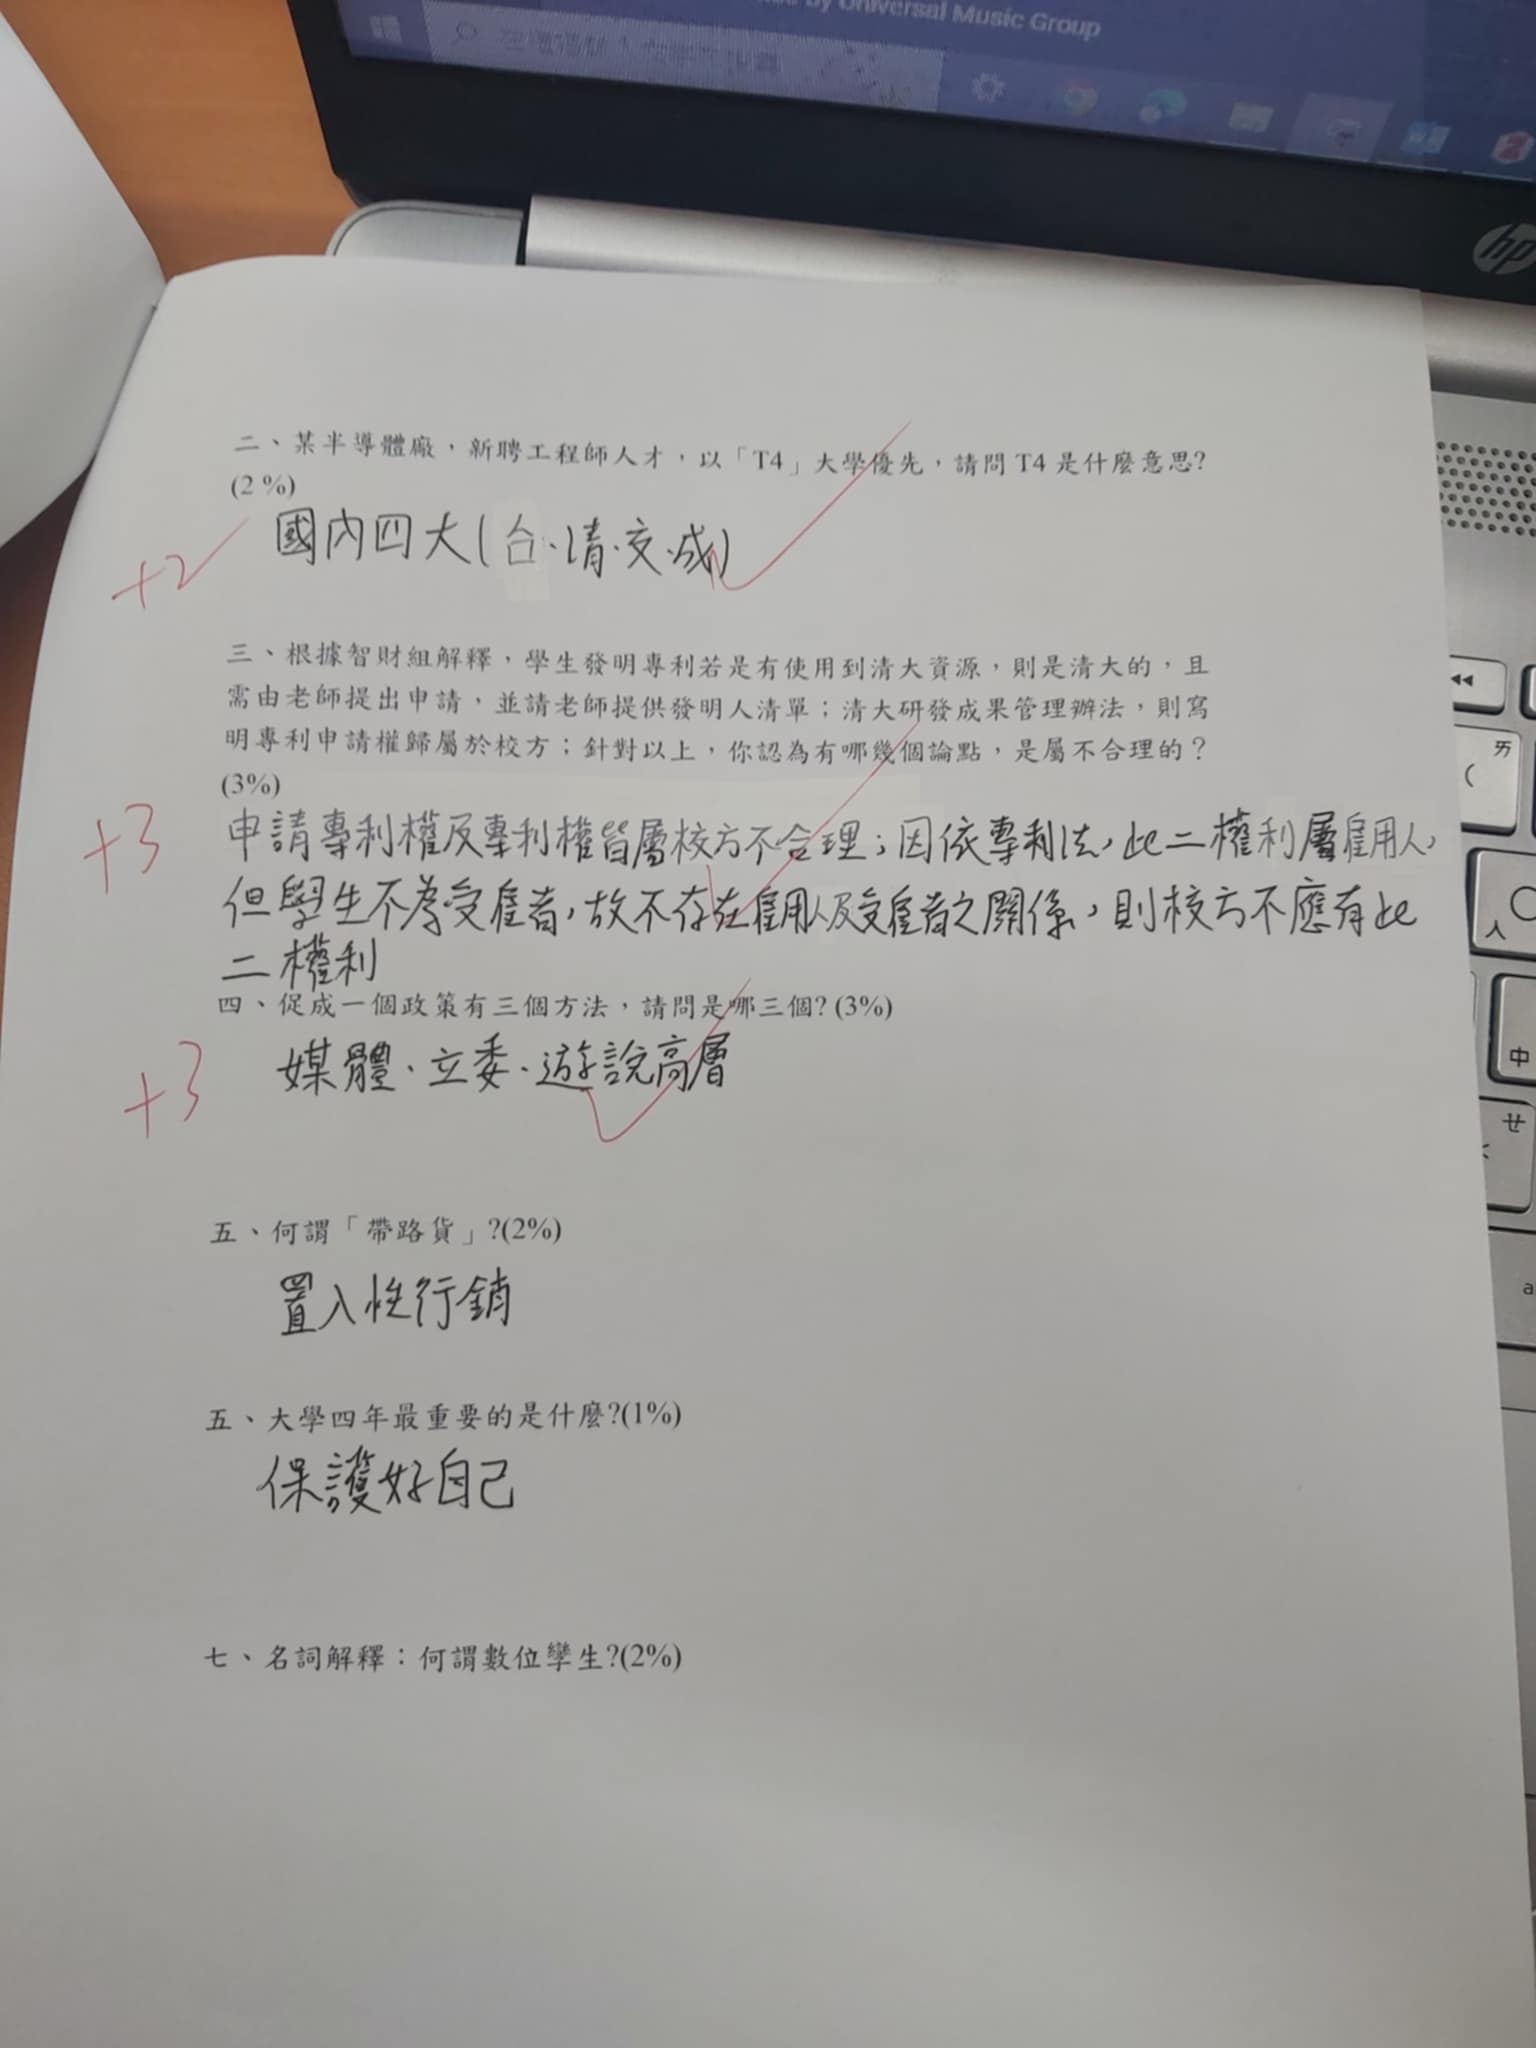 by Universal Music Group
hp
二、某半導體廠，新聘工程師人才，以「T4」大學優先，請問 T4 是什麼意思?
(2 %)
國內四大(台、清、交、成)
+2
三、根據智財組解釋，學生發明專利若是有使用到清大資源，則是清大的，且
需由老師提出申請，並請老師提供發明人清單；清大研發成果管理辦法，則寫
明專利申請權歸屬於校方；針對以上，你認為有哪幾個論點，是屬不合理的？
(3%)
+3
申請專利權及專利權皆屬校方不合理；因依專利法，此二權利屬雇用人，
但學生不為受雇者，故不存在雇用人及受雇者之關係，則校方不應有此
二權利
四、促成一個政策有三個方法，請問是哪三個? (3%)
+3
媒體、立委、遊說高層
五、何謂「帶路貨」?(2%)
置入性行銷
五、大學四年最重要的是什麼?(1%)
保護好自己
七、名詞解釋：何謂數位孿生?(2%)
ㄞ
人
中
ㄝ
a